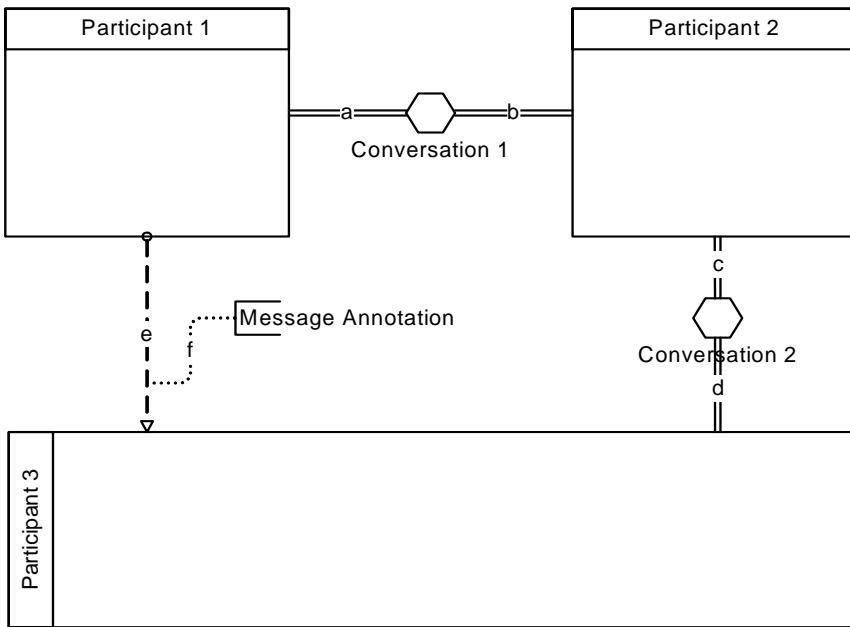 Participant 1
Participant 2
a
b
Conversation 1
c
e
f
Message Annotation
Conversation 2
d
Participant 3